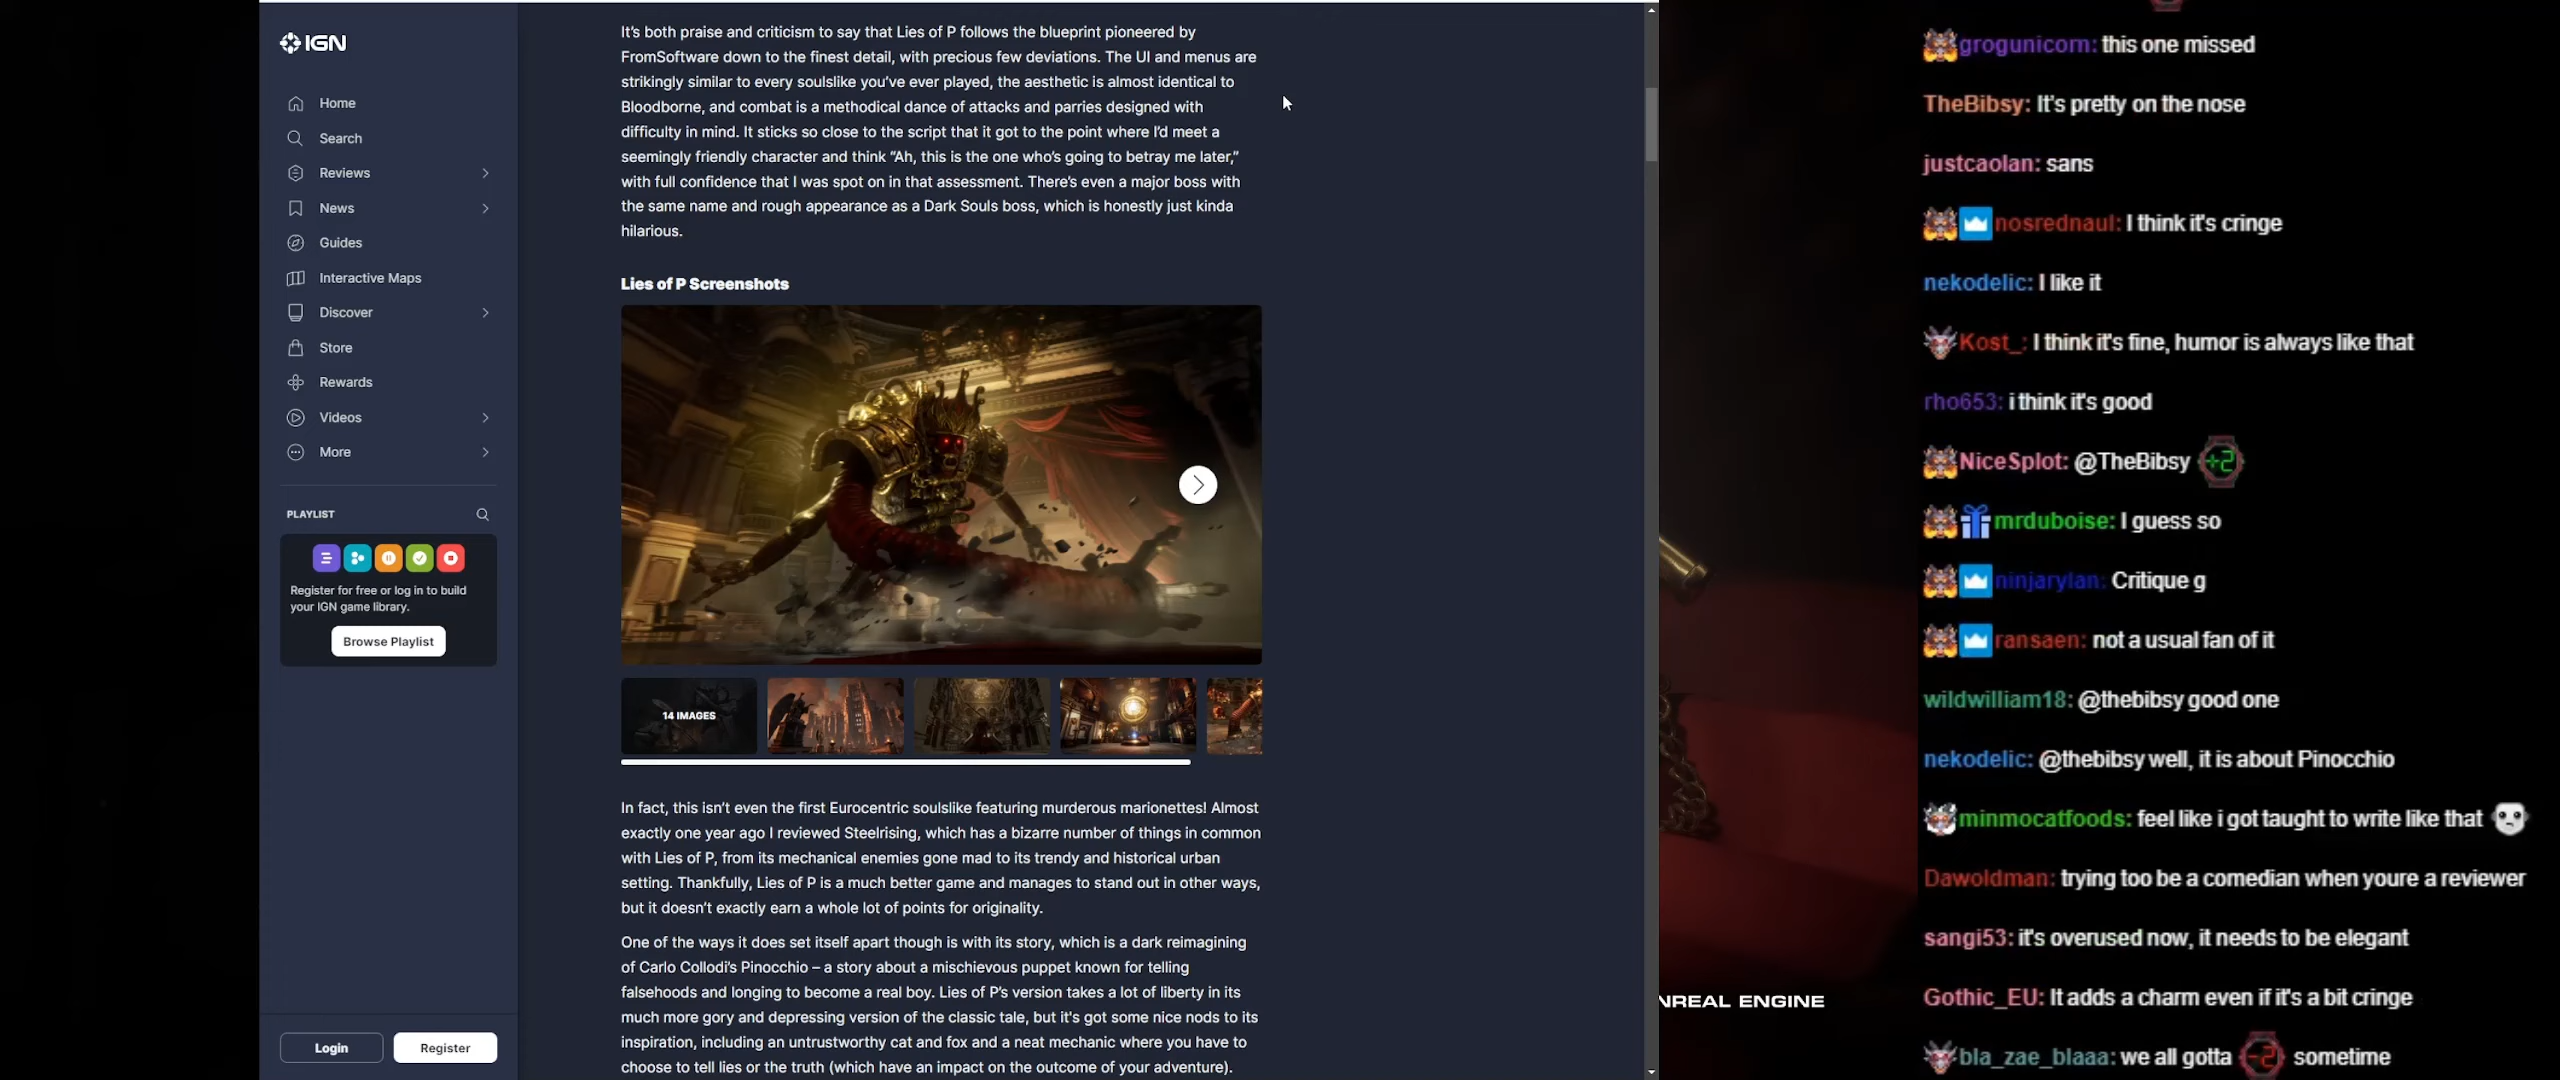 IGN
Home
Search
Reviews
News
Guides
Interactive Maps
Discover
Store
Rewards
Videos
More
PLAYLIST
Register for free or log in to build
your IGN game library.
Browse Playlist
Login
Register
It’s both praise and criticism to say that Lies of P follows the blueprint pioneered by
FromSoftware down to the finest detail, with precious few deviations. The UI and menus are
strikingly similar to every soulslike you’ve ever played, the aesthetic is almost identical to
Bloodborne, and combat is a methodical dance of attacks and parries designed with
difficulty in mind. It sticks so close to the script that it got to the point where I’d meet a
seemingly friendly character and think “Ah, this is the one who’s going to betray me later,”
with full confidence that I was spot on in that assessment. There’s even a major boss with
the same name and rough appearance as a Dark Souls boss, which is honestly just kinda
hilarious.
Lies of P Screenshots
14 IMAGES
In fact, this isn’t even the first Eurocentric soulslike featuring murderous marionettes! Almost
exactly one year ago I reviewed Steelrising, which has a bizarre number of things in common
with Lies of P, from its mechanical enemies gone mad to its trendy and historical urban
setting. Thankfully, Lies of P is a much better game and manages to stand out in other ways,
but it doesn’t exactly earn a whole lot of points for originality.
One of the ways it does set itself apart though is with its story, which is a dark reimagining
of Carlo Collodi’s Pinocchio – a story about a mischievous puppet known for telling
falsehoods and longing to become a real boy. Lies of P’s version takes a lot of liberty in its
much more gory and depressing version of the classic tale, but it's got some nice nods to its
inspiration, including an untrustworthy cat and fox and a neat mechanic where you have to
choose to tell lies or the truth (which have an impact on the outcome of your adventure).
NREAL ENGINE
grogunicorn: this one missed
TheBibsy: It's pretty on the nose
justcaolan: sans
nosrednaul: I think it's cringe
nekodelic: I like it
Kost_: I think it's fine, humor is always like that
rho653: i think it's good
NiceSplot: @TheBibsy +2
mrduboise: I guess so
ninjarylan: Critique g
ransaen: not a usual fan of it
wildwilliam18: @thebibsy good one
nekodelic: @thebibsy well, it is about Pinocchio
minmocatfoods: feel like i got taught to write like that
Dawoldman: trying too be a comedian when youre a reviewer
sangi53: it's overused now, it needs to be elegant
Gothic_EU: It adds a charm even if it's a bit cringe
bla_zae_blaaa: we all gotta -2 sometime